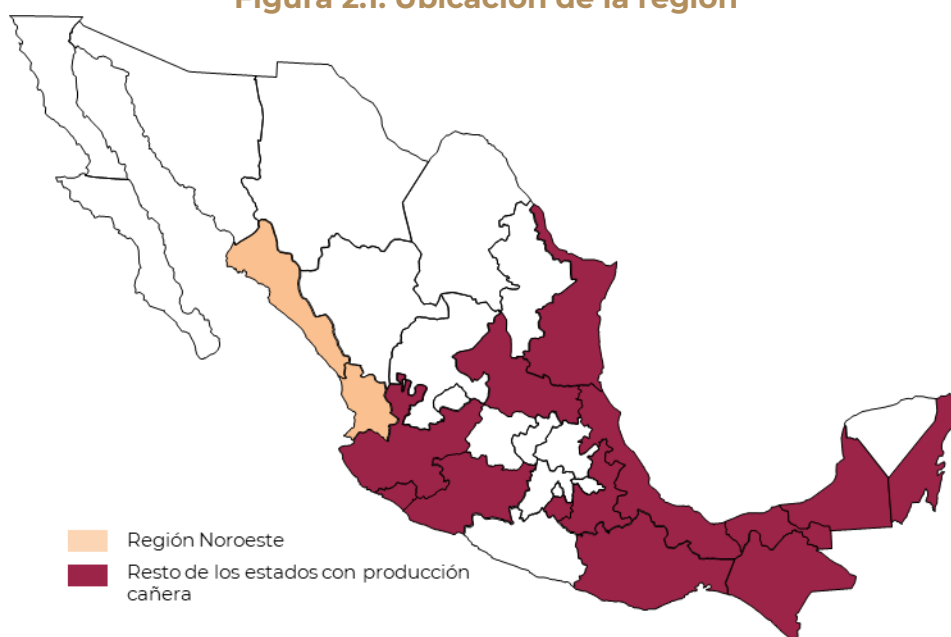 Figura 2.1. Ubicación de la región
Región Noroeste
Resto de los estados con producción
cañera